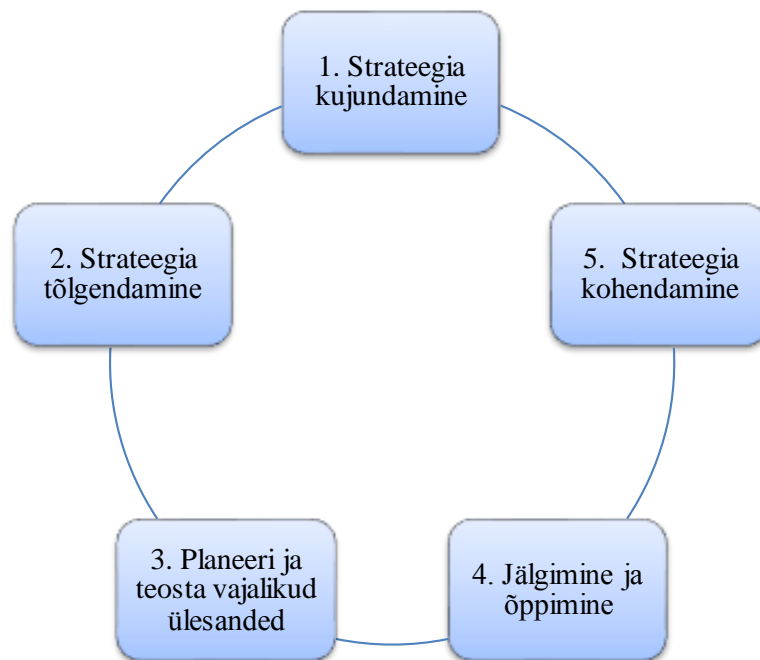 1. Strateegia
kujundamine
2. Strateegia
tõlgendamine
3. Planeeri ja
teosta vajalikud
ülesanded
4. Jälgimine ja
õppimine
5. Strateegia
kohendamine